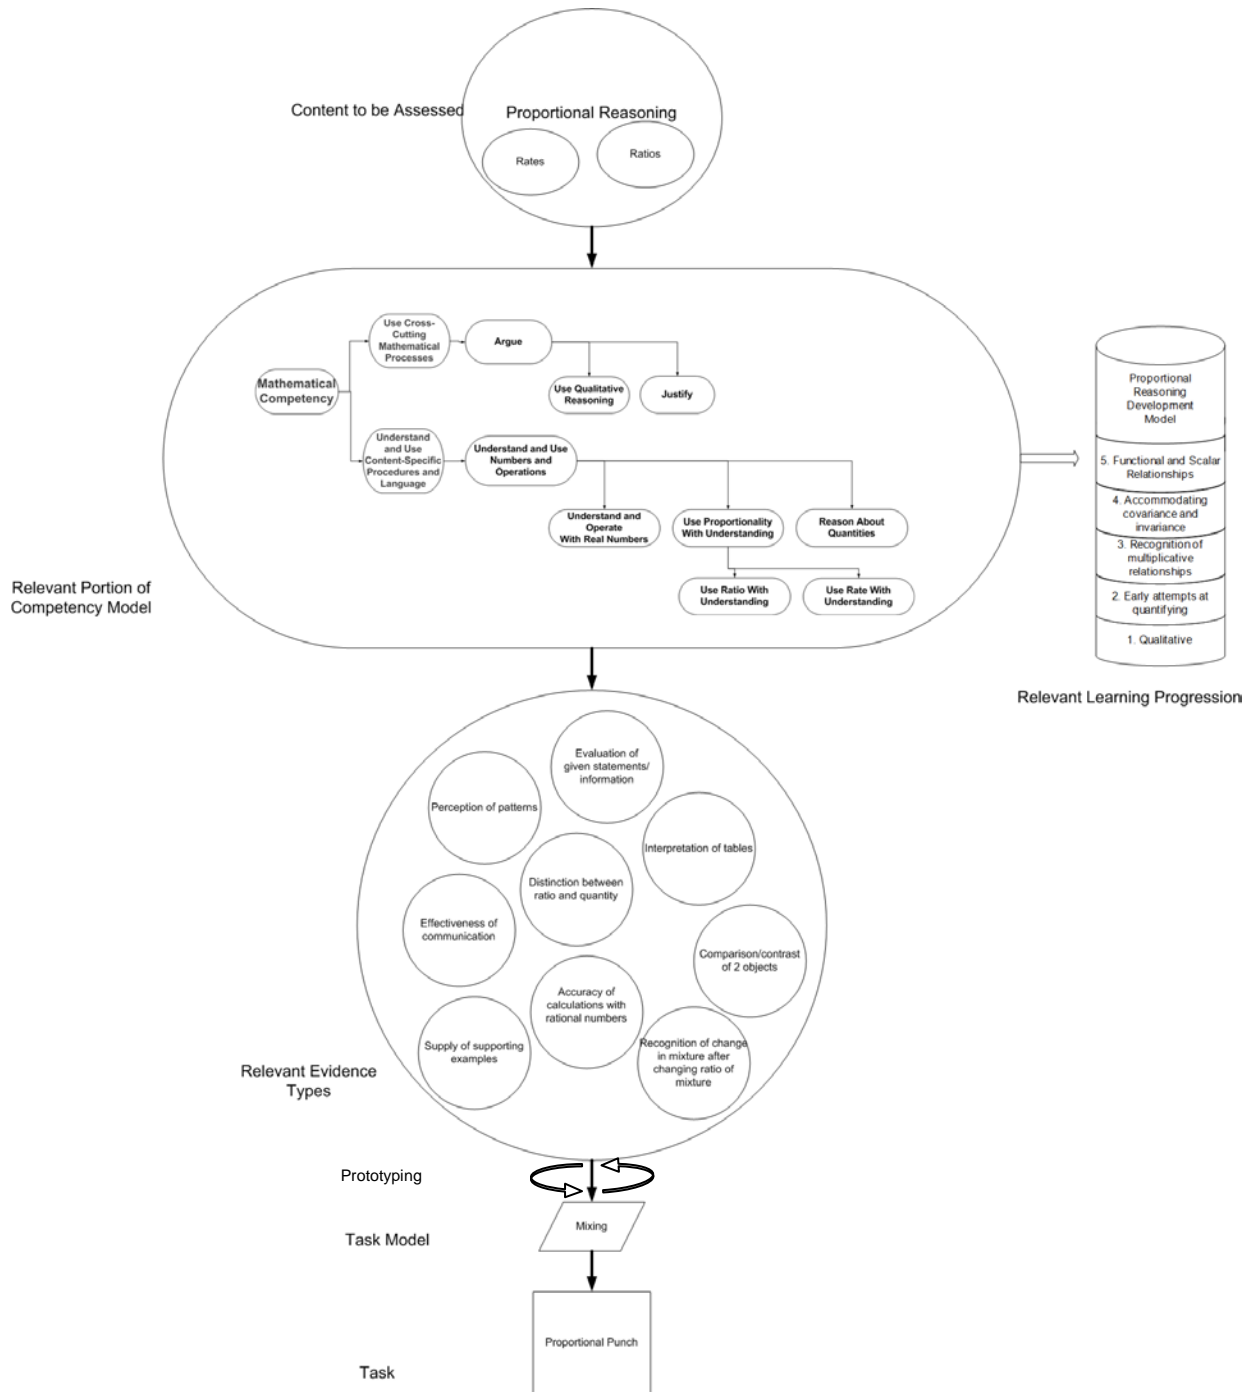 Content to be Assessed
Proportional Reasoning
Rates
Ratios
Use Cross-
Cutting
Mathematical
Processes
Argue
Mathematical
Competency
Use Qualitative
Reasoning
Justify
Understand
and Use
Content-Specific
Procedures and
Language
Understand and Use
Numbers and
Operations
Understand and
Operate
With Real Numbers
Use Proportionality
With Understanding
Reason About
Quantities
Use Ratio With
Understanding
Use Rate With
Understanding
Relevant Portion of
Competency Model
Proportional
Reasoning
Development
Model
5. Functional and Scalar
Relationships
4. Accommodating
covariance and
invariance
3. Recognition of
multiplicative
relationships
2. Early attempts at
quantifying
1. Qualitative
Relevant Learning Progression
Evaluation of
given statements/
information
Perception of patterns
Interpretation of tables
Distinction between
ratio and quantity
Effectiveness of
communication
Comparison/contrast
of 2 objects
Accuracy of
calculations with
rational numbers
Supply of supporting
examples
Recognition of change
in mixture after
changing ratio of
mixture
Relevant Evidence
Types
Prototyping
Mixing
Task Model
Proportional Punch
Task